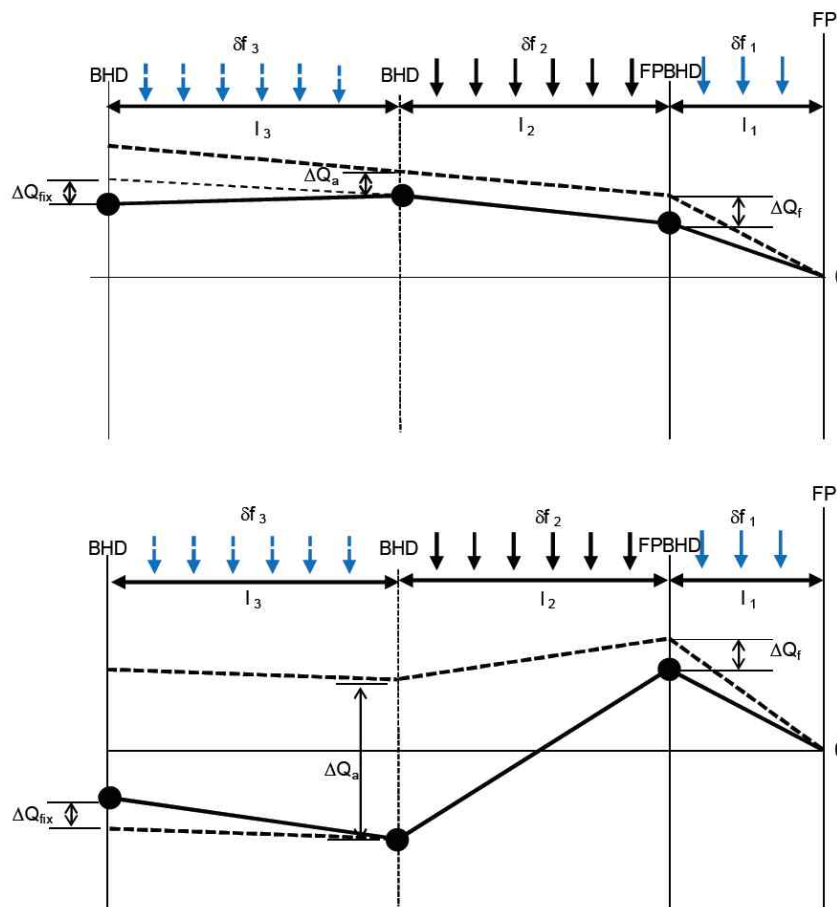 FP
δf 3
δf 2
δf 1
BHD
BHD
FPBHD
l 3
l 2
l 1
ΔQfix
ΔQa
ΔQf
FP
δf 3
δf 2
δf 1
BHD
BHD
FPBHD
l 3
l 2
l 1
ΔQf
ΔQa
ΔQfix